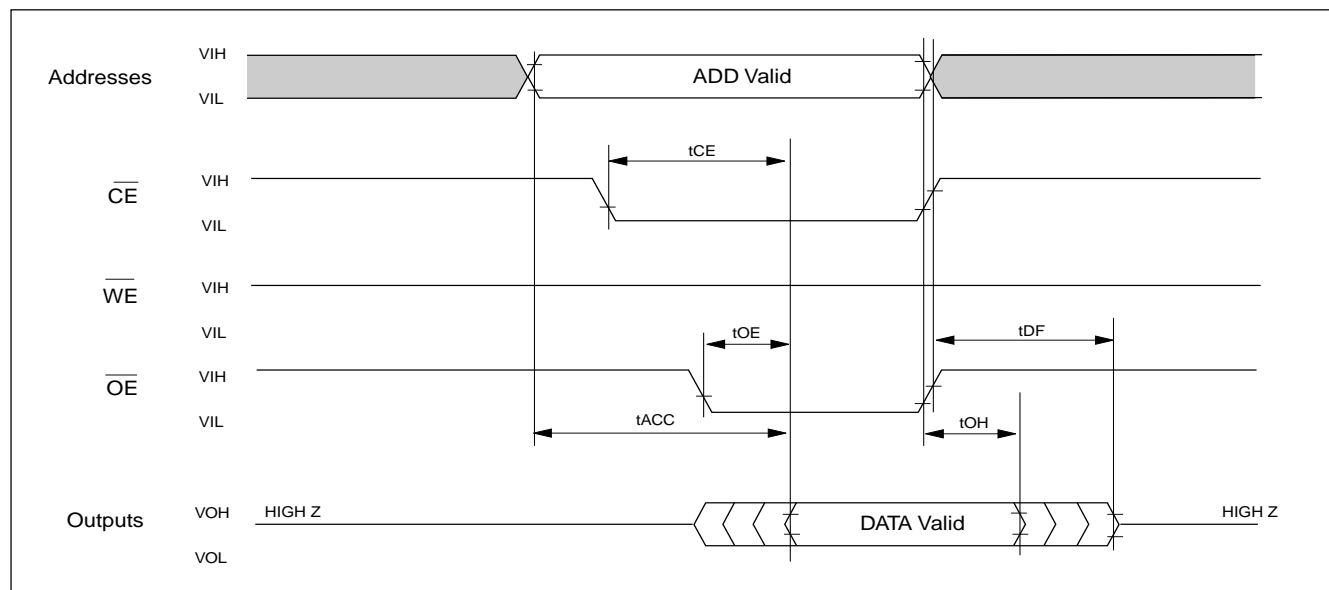 VIH
Addresses
ADD Valid
VIL
tCE
VIH
CE
VIL
WE
VIH
VIL
tOE
tDF
VIH
OE
VIL
tACC
tOH
VOH
HIGH Z
Outputs
DATA Valid
HIGH Z
VOL